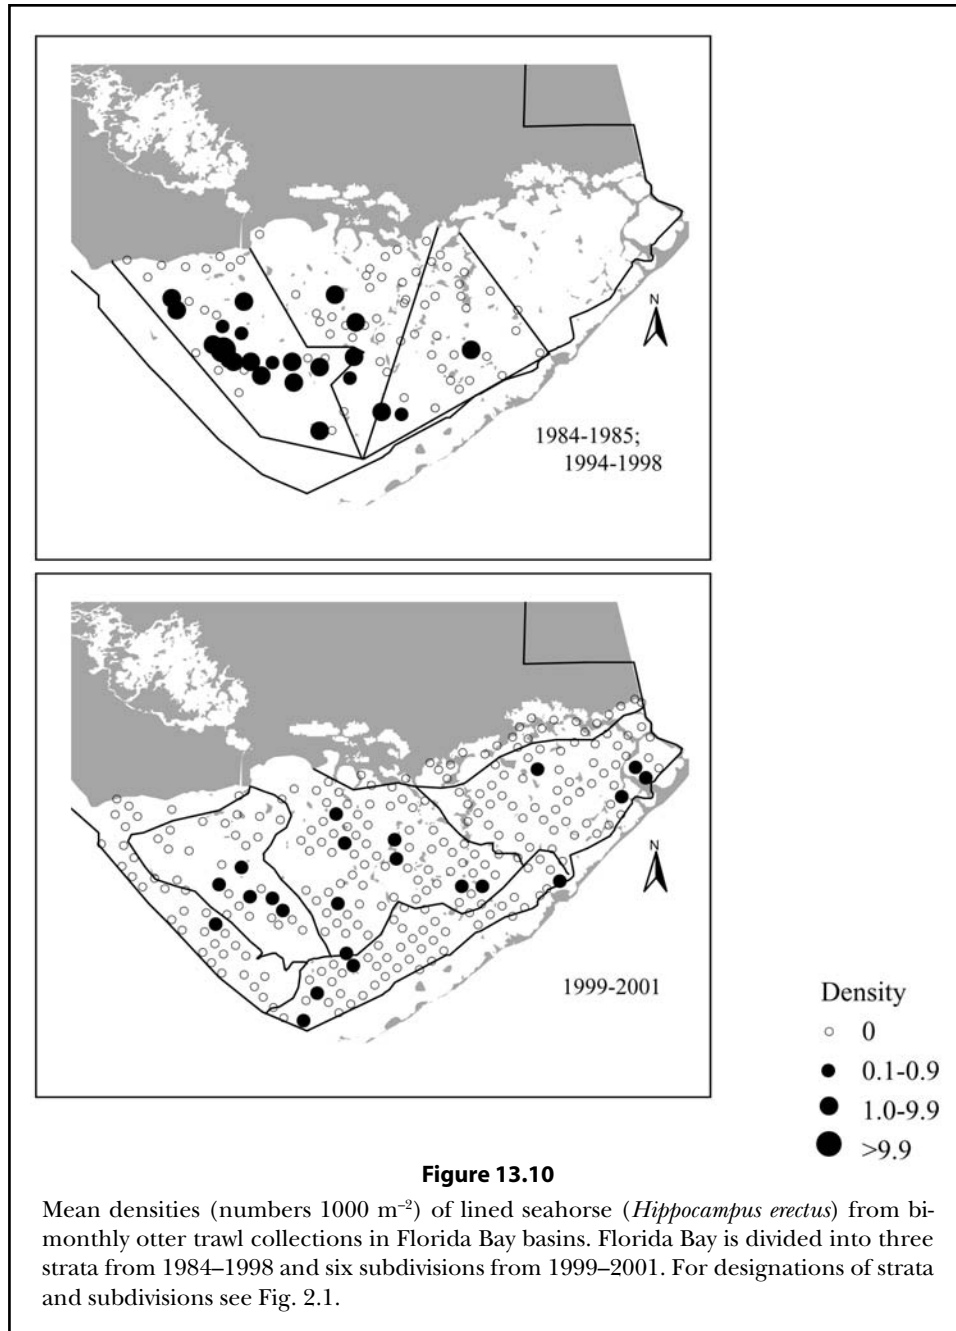 N
1984-1985;
1994-1998
N
1999-2001
Density
0
0.1-0.9
1.0-9.9
>9.9
Figure 13.10
Mean densities (numbers 1000 m⁻²) of lined seahorse (Hippocampus erectus) from bi-
monthly otter trawl collections in Florida Bay basins. Florida Bay is divided into three
strata from 1984–1998 and six subdivisions from 1999–2001. For designations of strata
and subdivisions see Fig. 2.1.